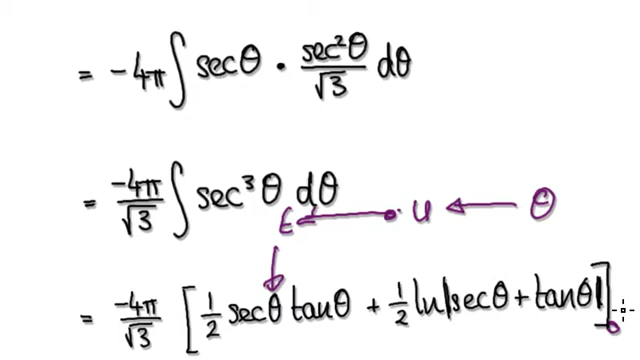 = -4π ∫ secθ · sec²θ/√3 dθ
= -4π/√3 ∫ sec³θ dθ
t ← u ← θ
= -4π/√3 [ 1/2 secθ tanθ + 1/2 ln|secθ + tanθ| ]